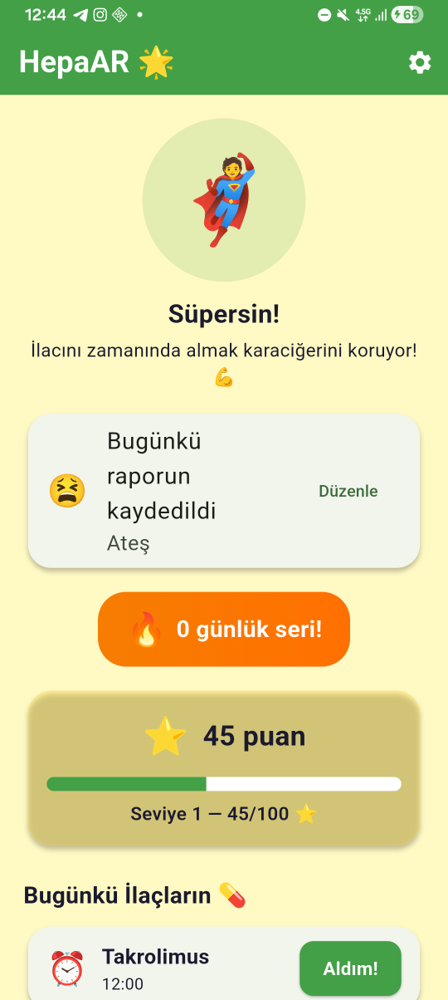 12:44
4.5G
69
HepaAR 🌟
Süpersin!
İlacını zamanında almak karaciğerini koruyor!
💪
Bugünkü
raporun
kaydedildi
Düzenle
Ateş
🔥 0 günlük seri!
⭐ 45 puan
Seviye 1 — 45/100 ⭐
Bugünkü İlaçların 💊
Takrolimus
12:00
Aldım!